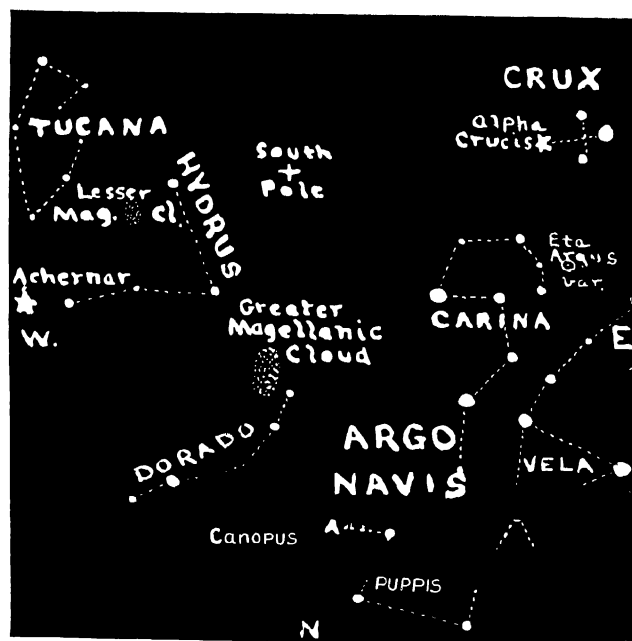 CRUX
Alpha
Crucis
TUCANA
South
Pole
HYDRUS
Lesser
Mag. Cl.
Eta
Argus
var.
Achernar
W.
Greater
Magellanic
Cloud
CARINA
E
DORADO
ARGO
NAVIS
VELA
CANOPUS
PUPPIS
N